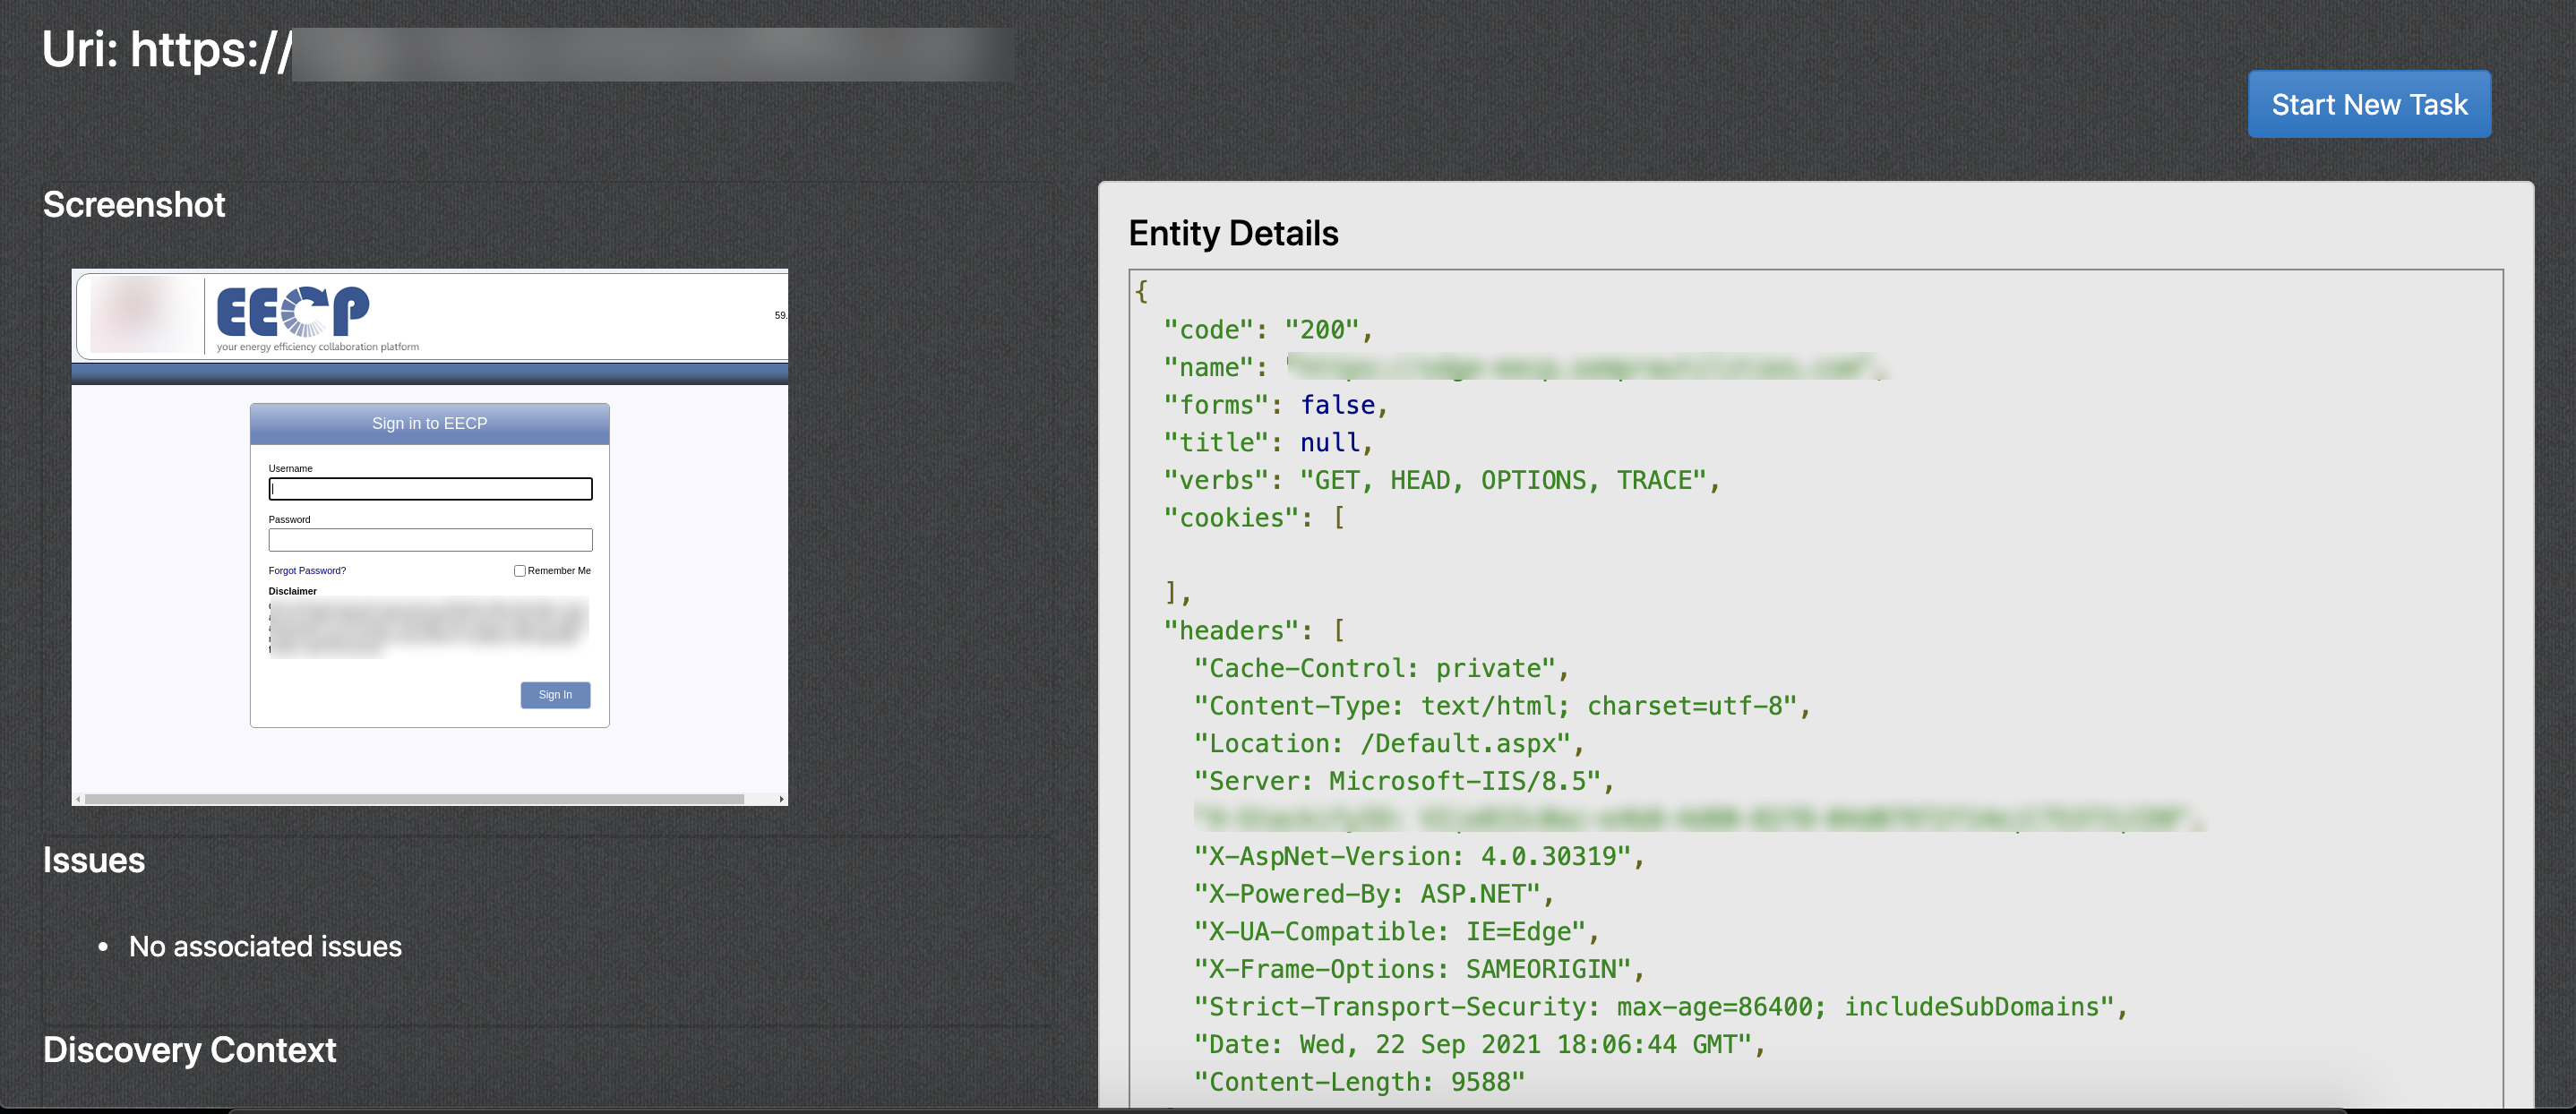 Uri: https://
Start New Task
Screenshot
EECP
your energy efficiency collaboration platform
59.
Sign in to EECP
Username
Password
Forgot Password?
Remember Me
Disclaimer
Sign In
Issues
• No associated issues
Discovery Context
Entity Details
{
"code": "200",
"name":
"forms": false,
"title": null,
"verbs": "GET, HEAD, OPTIONS, TRACE",
"cookies": [
],
"headers": [
"Cache-Control: private",
"Content-Type: text/html; charset=utf-8",
"Location: /Default.aspx",
"Server: Microsoft-IIS/8.5",
"X-AspNet-Version: 4.0.30319",
"X-Powered-By: ASP.NET",
"X-UA-Compatible: IE=Edge",
"X-Frame-Options: SAMEORIGIN",
"Strict-Transport-Security: max-age=86400; includeSubDomains",
"Date: Wed, 22 Sep 2021 18:06:44 GMT",
"Content-Length: 9588"